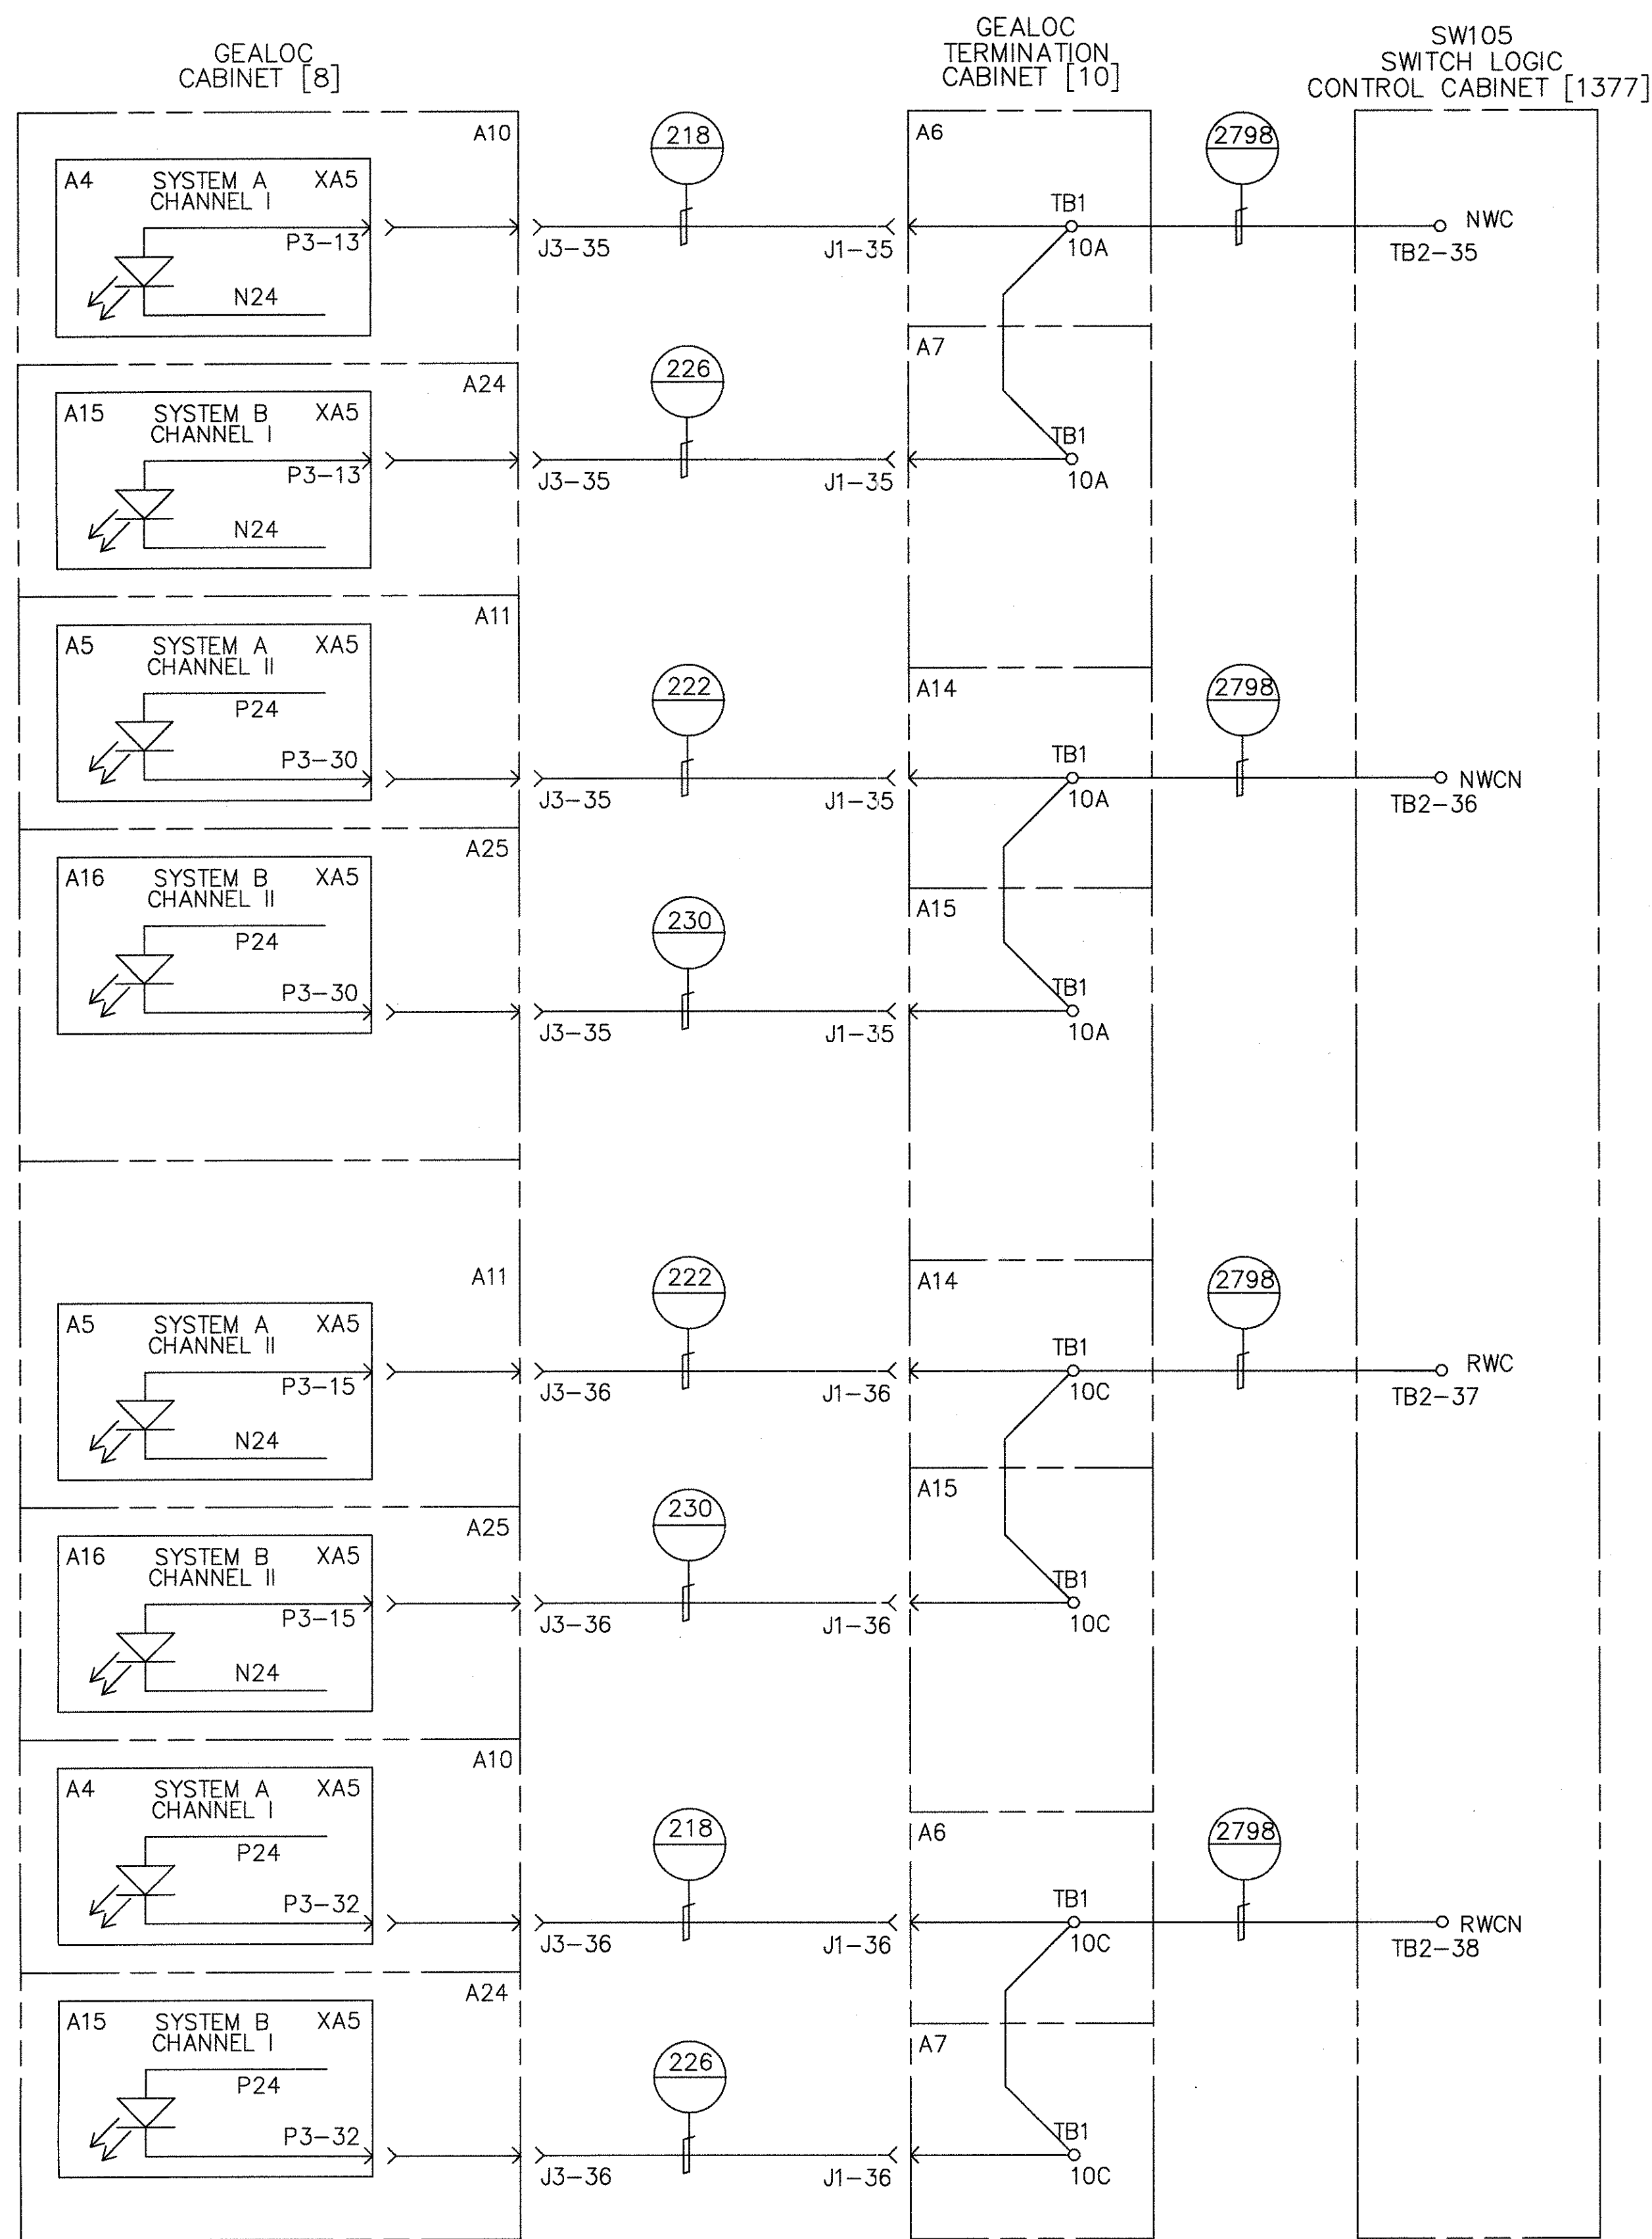 GEALOC
CABINET [8]
GEALOC
TERMINATION
CABINET [10]
SW105
SWITCH LOGIC
CONTROL CABINET [1377]
A10
A4
SYSTEM A
CHANNEL I
XA5
P3-13
N24
218
J3-35
J1-35
A6
TB1
10A
2798
NWC
TB2-35
A24
A15
SYSTEM B
CHANNEL I
XA5
P3-13
N24
226
J3-35
J1-35
A7
TB1
10A
A11
A5
SYSTEM A
CHANNEL II
XA5
P24
P3-30
222
J3-35
J1-35
A14
TB1
10A
2798
NWCN
TB2-36
A25
A16
SYSTEM B
CHANNEL II
XA5
P24
P3-30
230
J3-35
J1-35
A15
TB1
10A
A11
A5
SYSTEM A
CHANNEL II
XA5
P3-15
N24
222
J3-36
J1-36
A14
TB1
10C
2798
RWC
TB2-37
A25
A16
SYSTEM B
CHANNEL II
XA5
P3-15
N24
230
J3-36
J1-36
A15
TB1
10C
A10
A4
SYSTEM A
CHANNEL I
XA5
P24
P3-32
218
J3-36
J1-36
A6
TB1
10C
2798
RWCN
TB2-38
A24
A15
SYSTEM B
CHANNEL I
XA5
P24
P3-32
226
J3-36
J1-36
A7
TB1
10C